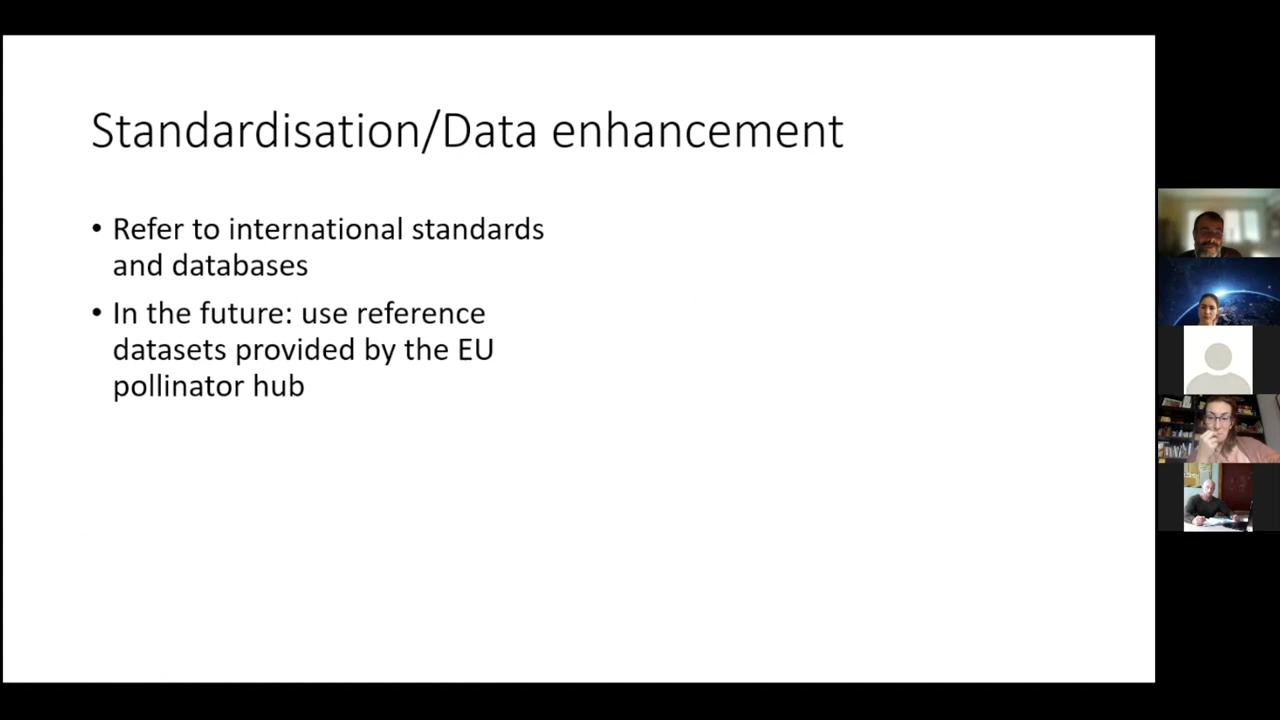 Standardisation/Data enhancement
• Refer to international standards
and databases
• In the future: use reference
datasets provided by the EU
pollinator hub